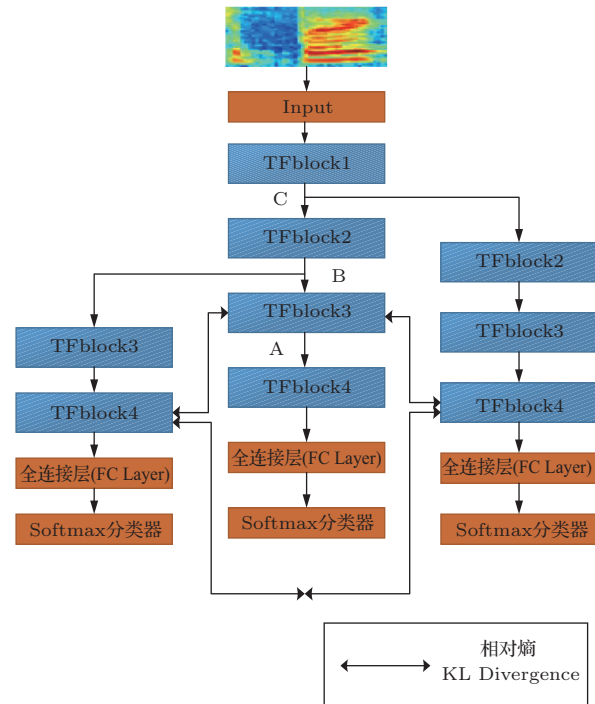 Input
TFblock1
C
TFblock2
TFblock2
B
TFblock3
TFblock3
TFblock3
A
TFblock4
TFblock4
TFblock4
全连接层(FC Layer)
全连接层(FC Layer)
全连接层(FC Layer)
Softmax分类器
Softmax分类器
Softmax分类器
相对熵
KL Divergence